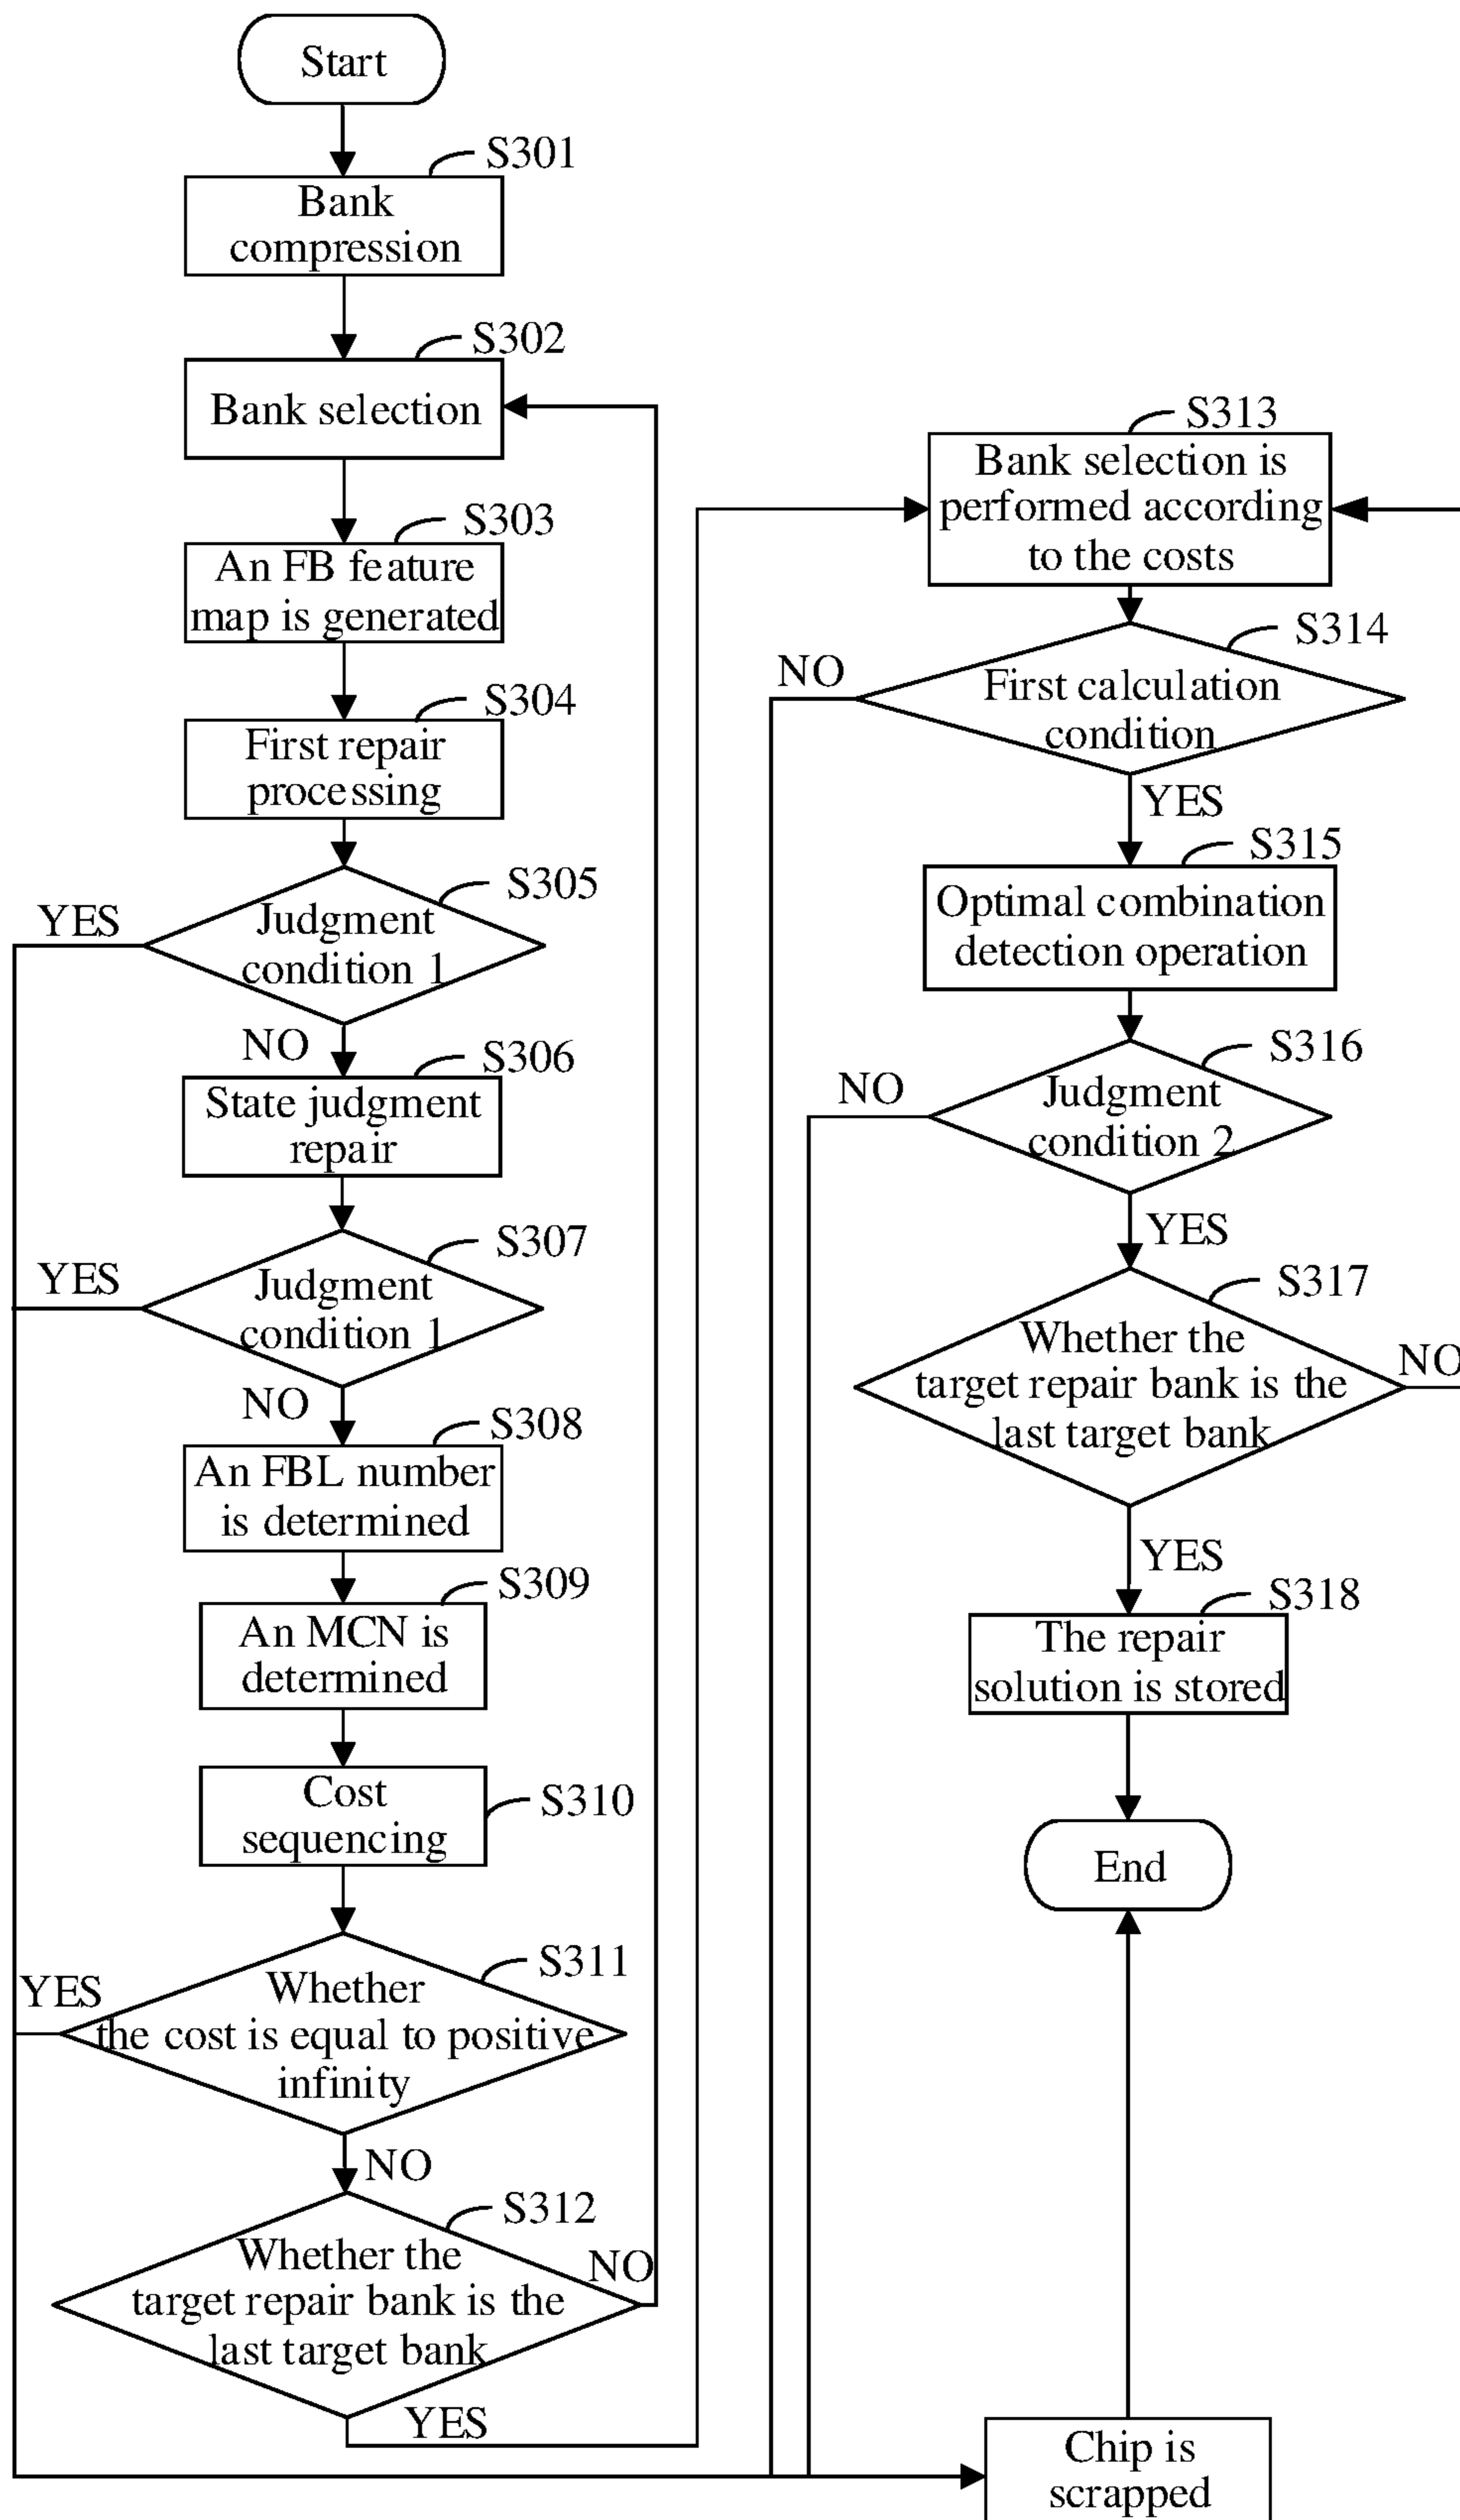 Start
S301
Bank
compression
S302
Bank selection
S303
An FB feature
map is generated
S304
First repair
processing
S305
Judgment
condition 1
YES
NO
S306
State judgment
repair
S307
Judgment
condition 1
YES
NO
S308
An FBL number
is determined
S309
An MCN is
determined
Cost
sequencing
S310
S311
Whether
the cost is equal to positive
infinity
YES
NO
S312
Whether the
target repair bank is the
last target bank
NO
YES
S313
Bank selection is
performed according
to the costs
S314
First calculation
condition
NO
YES
S315
Optimal combination
detection operation
S316
Judgment
condition 2
NO
YES
S317
Whether the
target repair bank is the
last target bank
NO
YES
S318
The repair
solution is stored
End
Chip is
scrapped